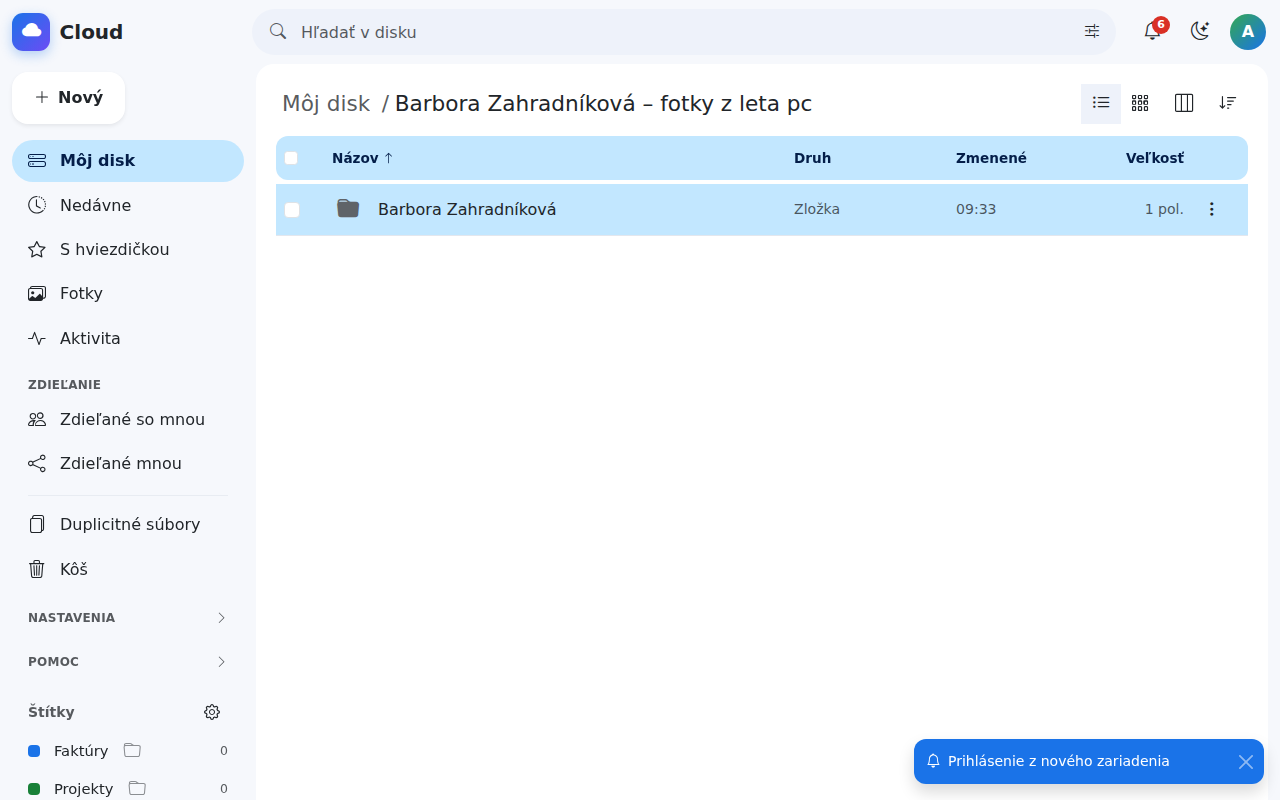 Cloud
Hľadať v disku
6
A
Nový
Môj disk / Barbora Zahradníková – fotky z leta pc
Môj disk
Nedávne
S hviezdičkou
Fotky
Aktivita
ZDIEĽANIE
Zdieľané so mnou
Zdieľané mnou
Duplicitné súbory
Kôš
NASTAVENIA
POMOC
Štítky
Faktúry 0
Projekty 0
Názov ↑ Druh Zmenené Veľkosť
Barbora Zahradníková Zložka 09:33 1 pol.
Prihlásenie z nového zariadenia